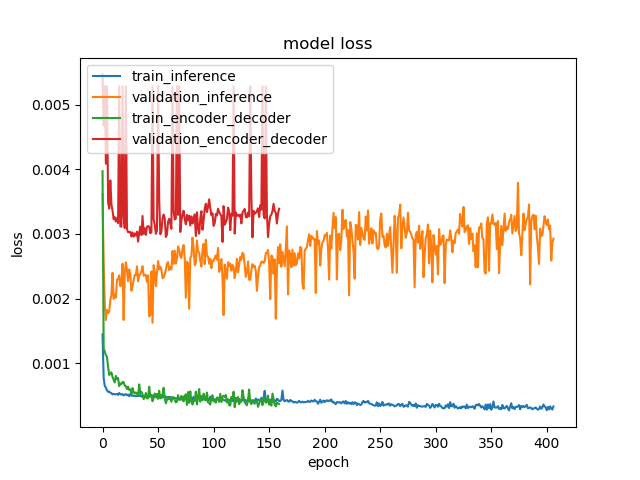 model loss
train_inference
validation_inference
train_encoder_decoder
validation_encoder_decoder
0.005
0.004
0.003
0.002
0.001
loss
0 50 100 150 200 250 300 350 400
epoch